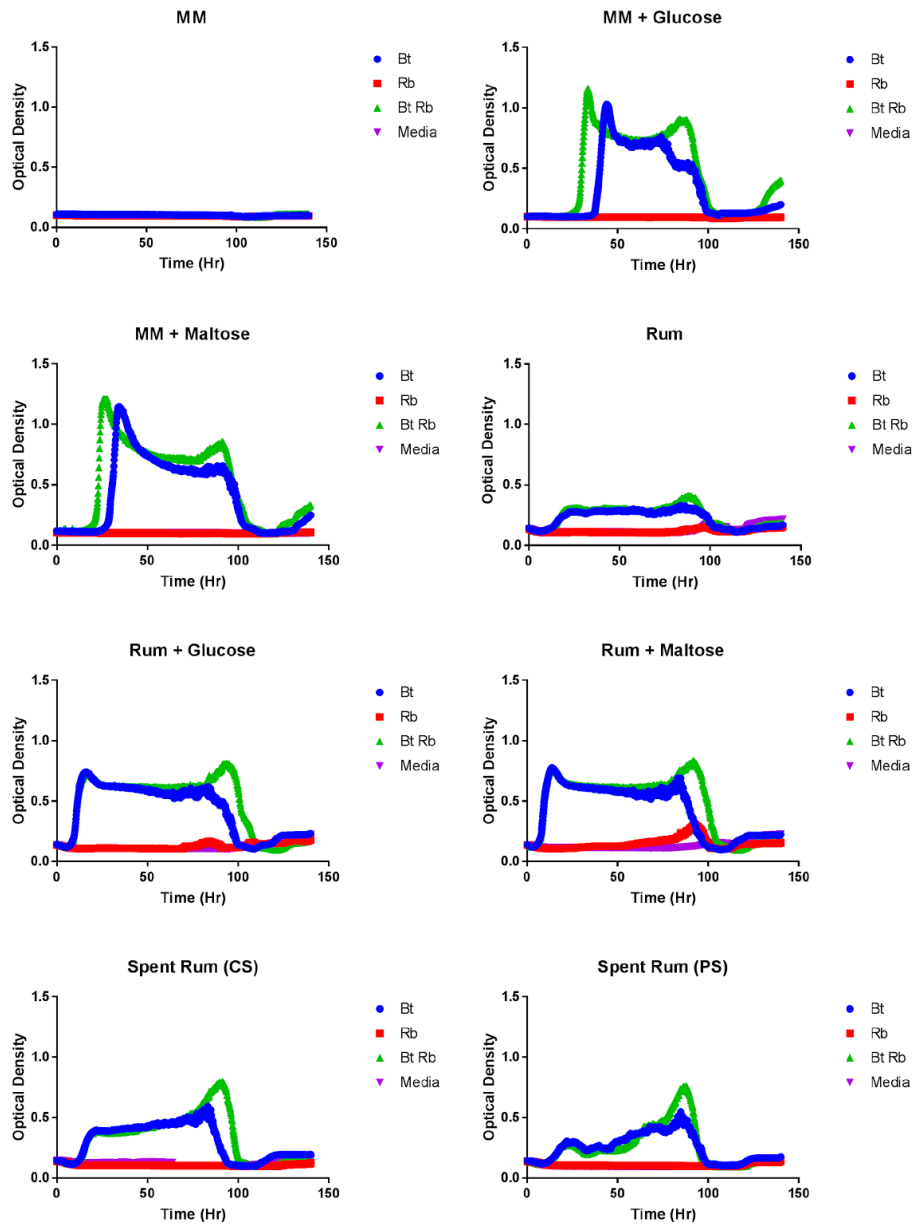 MM
1.5
1.0
0.5
0.0
0
50
100
150
Optical Density
Time (Hr)
Bt
Rb
Bt Rb
Media
MM + Glucose
1.5
1.0
0.5
0.0
0
50
100
150
Optical Density
Time (Hr)
Bt
Rb
Bt Rb
Media
MM + Maltose
1.5
1.0
0.5
0.0
0
50
100
150
Optical Density
Time (Hr)
Bt
Rb
Bt Rb
Media
Rum
1.5
1.0
0.5
0.0
0
50
100
150
Optical Density
Time (Hr)
Bt
Rb
Bt Rb
Media
Rum + Glucose
1.5
1.0
0.5
0.0
0
50
100
150
Optical Density
Time (Hr)
Bt
Rb
Bt Rb
Media
Rum + Maltose
1.5
1.0
0.5
0.0
0
50
100
150
Optical Density
Time (Hr)
Bt
Rb
Bt Rb
Media
Spent Rum (CS)
1.5
1.0
0.5
0.0
0
50
100
150
Optical Density
Time (Hr)
Bt
Rb
Bt Rb
Media
Spent Rum (PS)
1.5
1.0
0.5
0.0
0
50
100
150
Optical Density
Time (Hr)
Bt
Rb
Bt Rb
Media